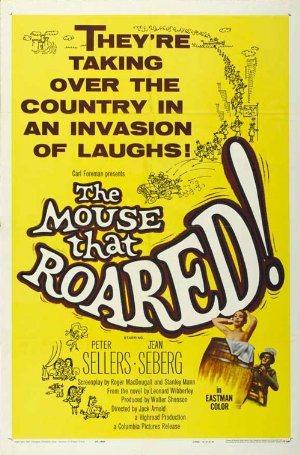 THEY'RE
TAKING
OVER THE
COUNTRY IN
AN INVASION
OF LAUGHS!
Carl Foreman presents
The
MOUSE
that
ROARED!
STARRING
PETER JEAN
SELLERS · SEBERG
Screenplay by Roger MacDougall and Stanley Mann
From the novel by Leonard Wibberley
Produced by Walter Shenson
Directed by Jack Arnold
a Highroad Production
a Columbia Pictures Release
in
EASTMAN
COLOR